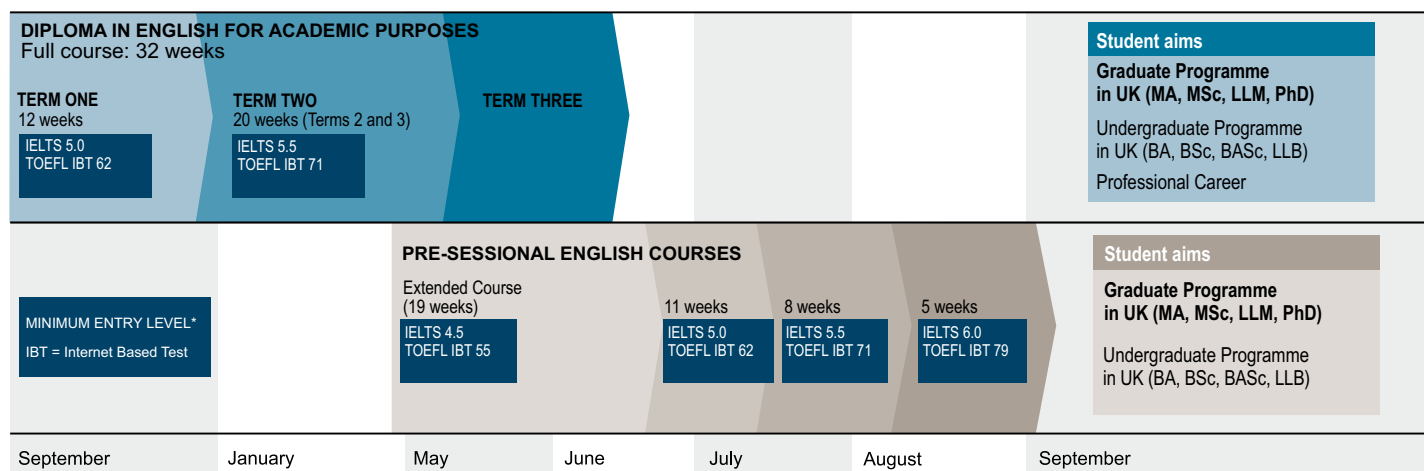 DIPLOMA IN ENGLISH FOR ACADEMIC PURPOSES
Full course: 32 weeks
TERM ONE
12 weeks
IELTS 5.0
TOEFL IBT 62
TERM TWO
20 weeks (Terms 2 and 3)
IELTS 5.5
TOEFL IBT 71
TERM THREE
Student aims
Graduate Programme
in UK (MA, MSc, LLM, PhD)
Undergraduate Programme
in UK (BA, BSc, BASc, LLB)
Professional Career
MINIMUM ENTRY LEVEL*
IBT = Internet Based Test
PRE-SESSIONAL ENGLISH COURSES
Extended Course
(19 weeks)
IELTS 4.5
TOEFL IBT 55
11 weeks
IELTS 5.0
TOEFL IBT 62
8 weeks
IELTS 5.5
TOEFL IBT 71
5 weeks
IELTS 6.0
TOEFL IBT 79
Student aims
Graduate Programme
in UK (MA, MSc, LLM, PhD)
Undergraduate Programme
in UK (BA, BSc, BASc, LLB)
September
January
May
June
July
August
September